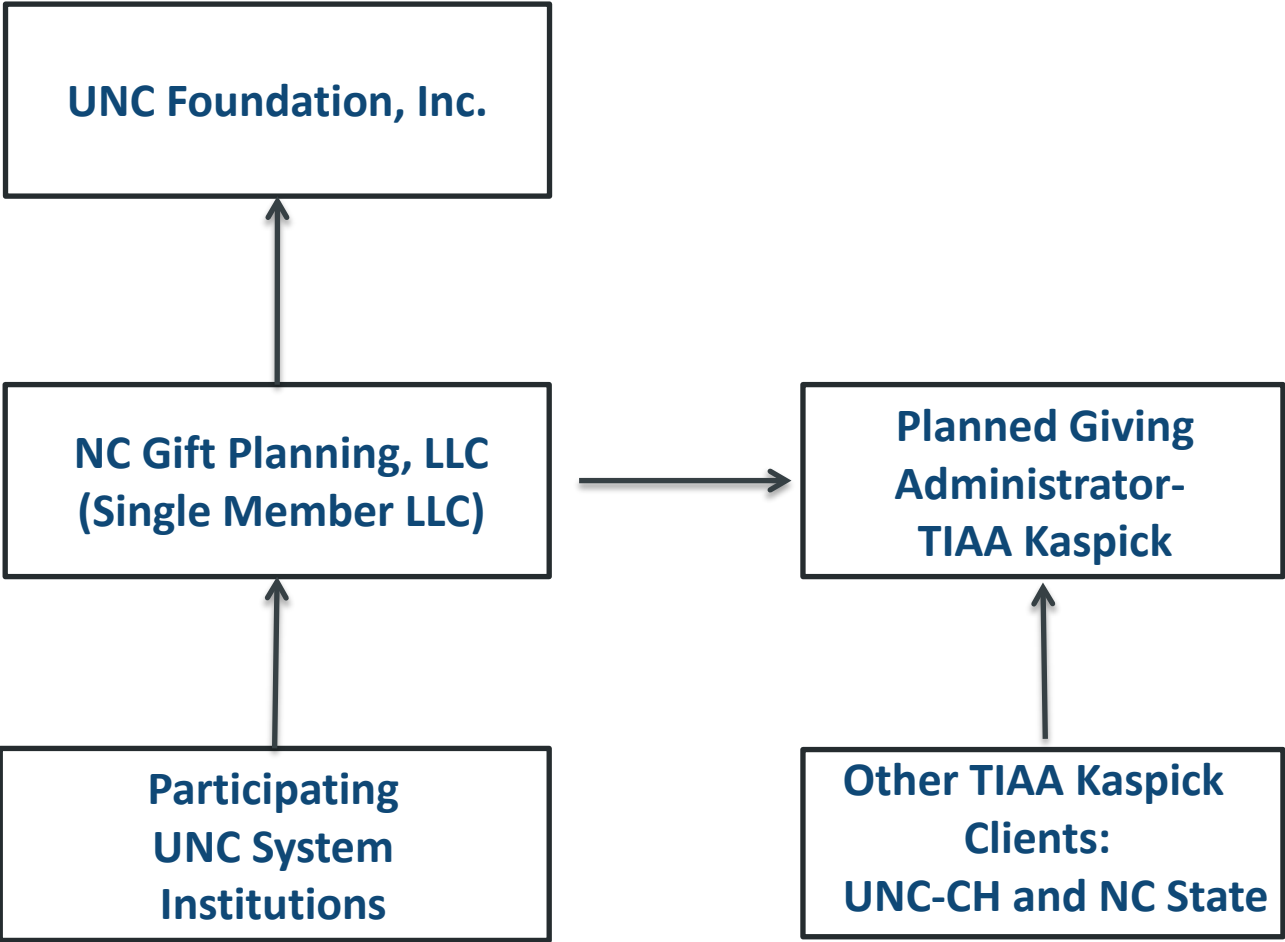 UNC Foundation, Inc.
NC Gift Planning, LLC
(Single Member LLC)
Planned Giving
Administrator-
TIAA Kaspick
Participating
UNC System
Institutions
Other TIAA Kaspick
Clients:
UNC-CH and NC State